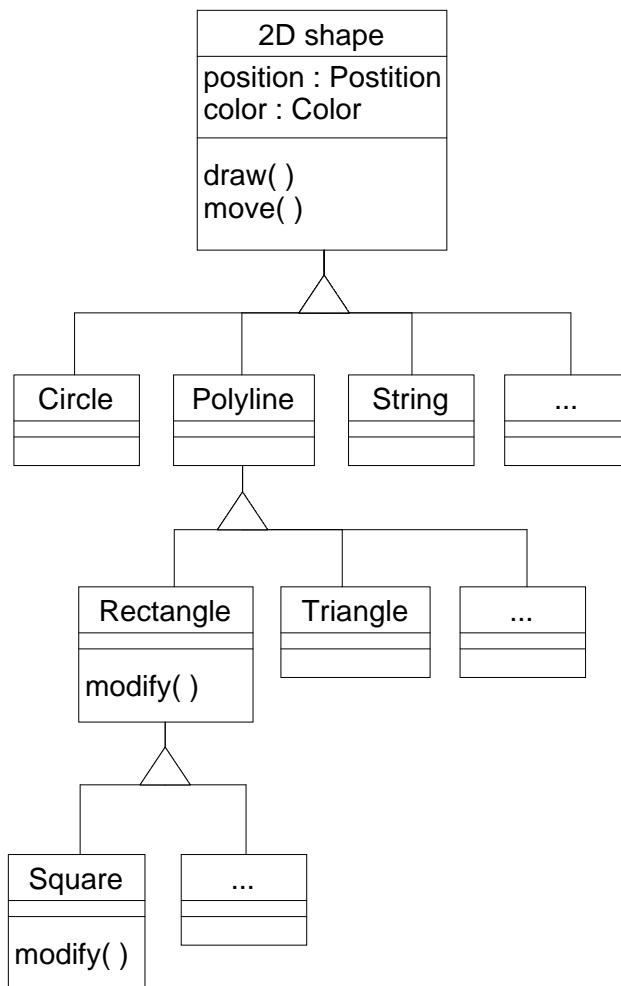 2D shape
position : Postition
color : Color
draw( )
move( )
Circle
Polyline
String
...
Rectangle
Triangle
...
modify( )
Square
...
modify( )